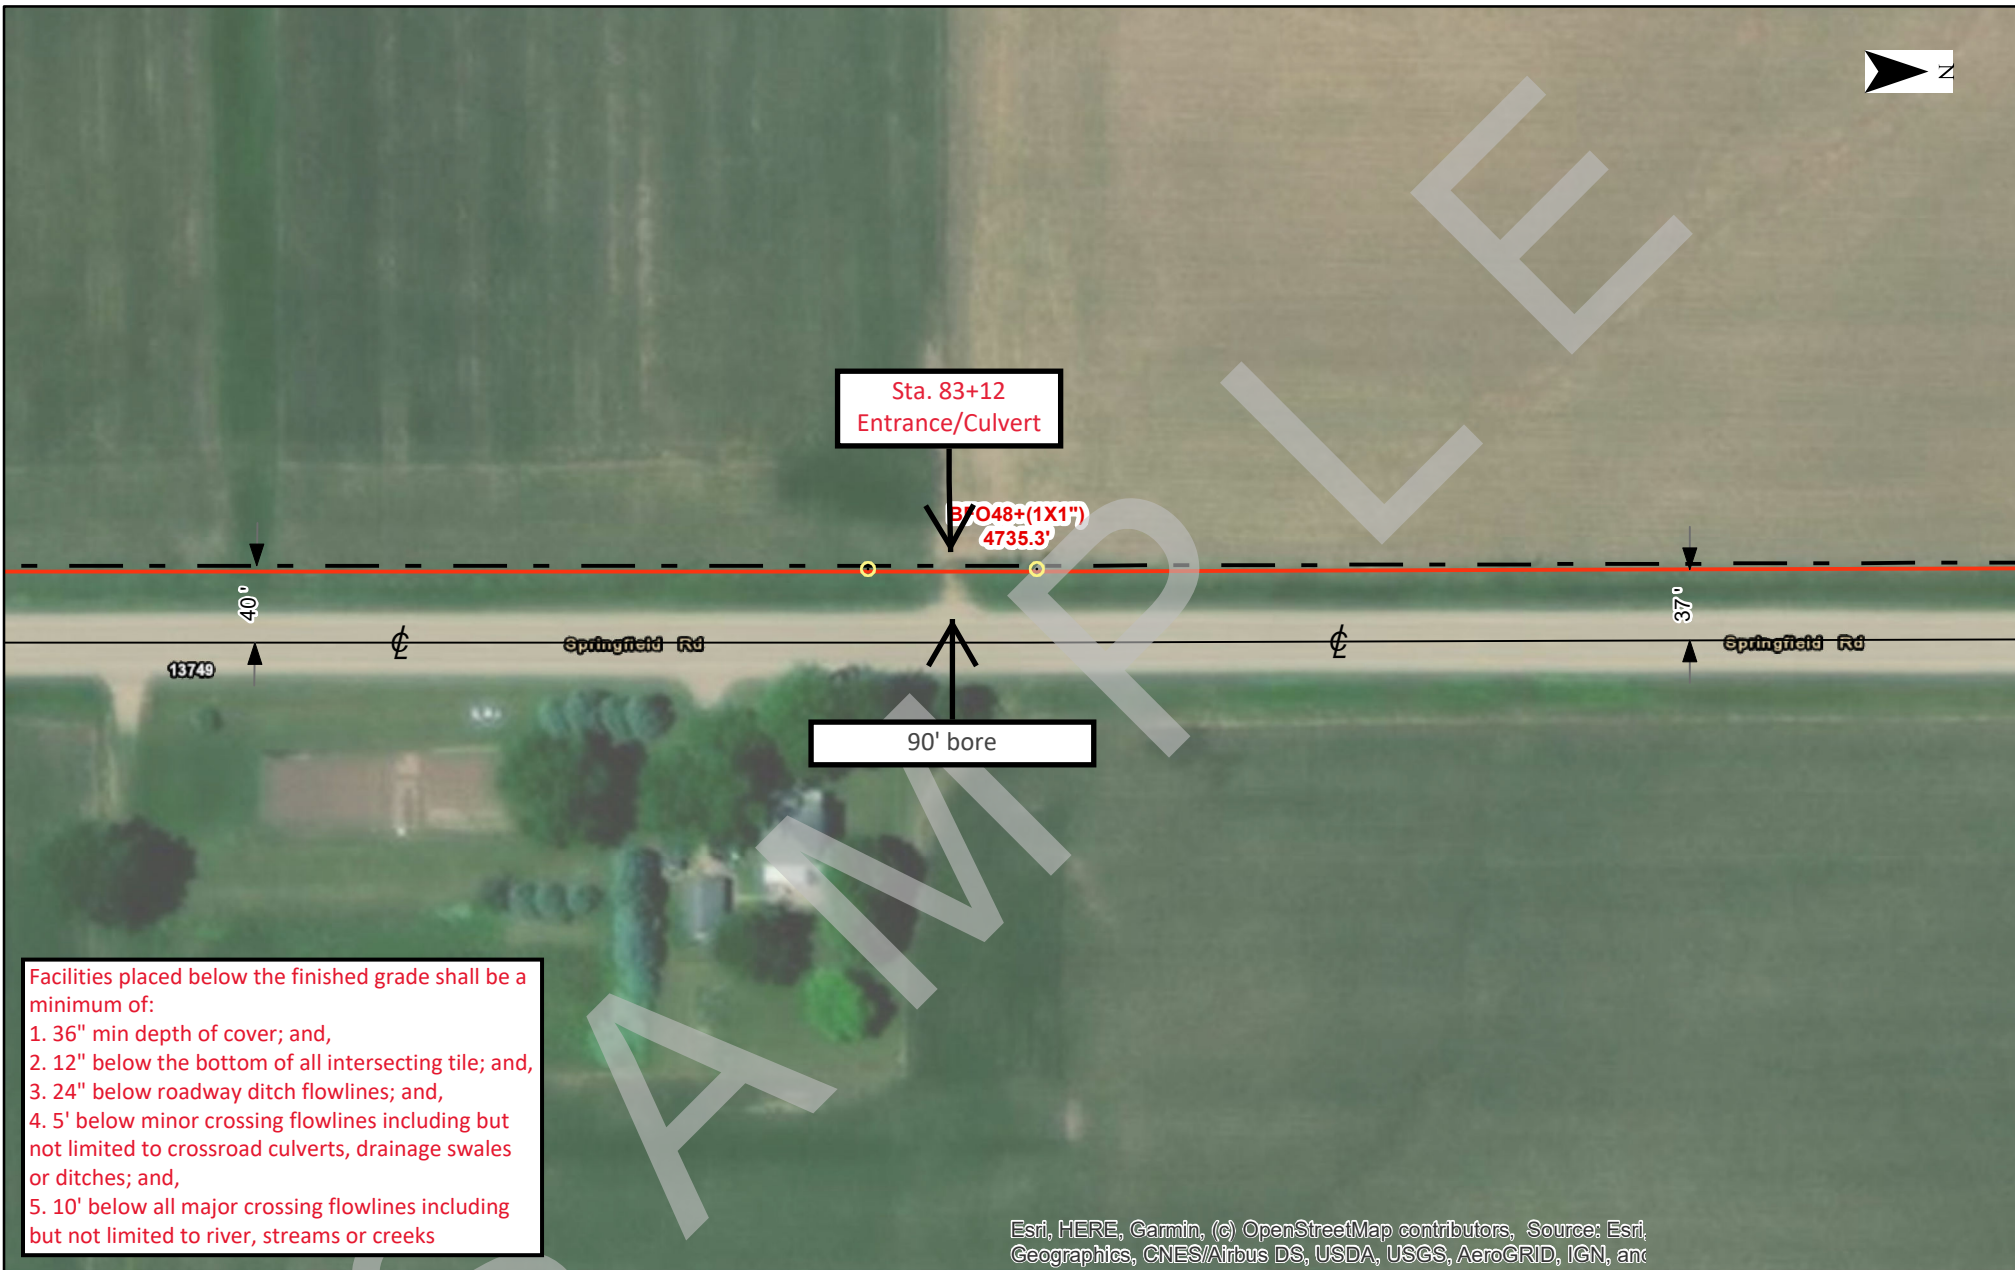 N
Sta. 83+12
Entrance/Culvert
BFO48+(1X1")
4735.3'
40'
37'
℄
Springfield Rd
℄
Springfield Rd
13749
90' bore
Facilities placed below the finished grade shall be a
minimum of:
1. 36" min depth of cover; and,
2. 12" below the bottom of all intersecting tile; and,
3. 24" below roadway ditch flowlines; and,
4. 5' below minor crossing flowlines including but
not limited to crossroad culverts, drainage swales
or ditches; and,
5. 10' below all major crossing flowlines including
but not limited to river, streams or creeks
Esri, HERE, Garmin, (c) OpenStreetMap contributors, Source: Esri,
Geographics, CNES/Airbus DS, USDA, USGS, AeroGRID, IGN, and
SAMPLE